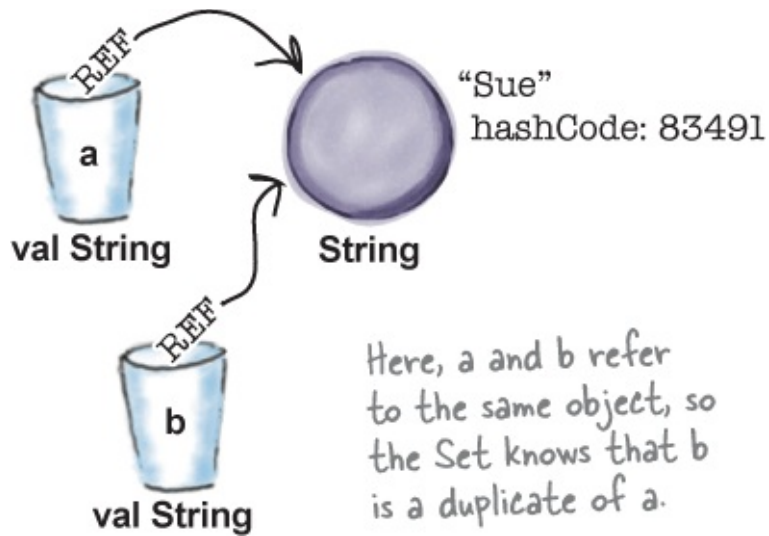 REF
a
val String
"Sue"
hashCode: 83491
String
REF
b
val String
Here, a and b refer
to the same object, so
the Set knows that b
is a duplicate of a.